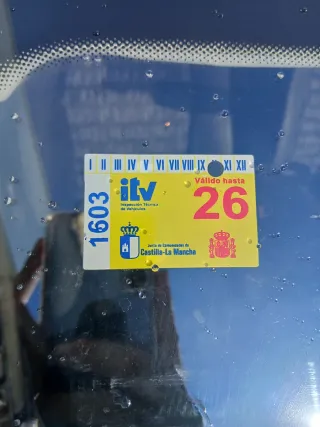 I II III IV V VI VII VIII IX XI XII
itv
Inspección Técnica
de Vehículos
Válido hasta
26
1603
Junta de Comunidades de
Castilla-La Mancha